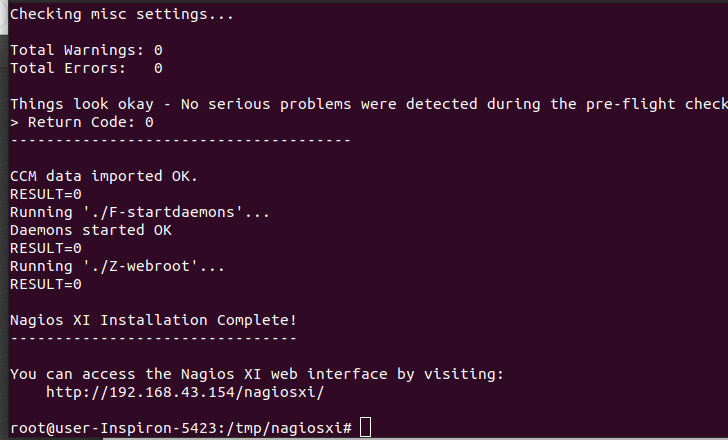 Checking misc settings...
Total Warnings: 0
Total Errors:   0
Things look okay - No serious problems were detected during the pre-flight check
> Return Code: 0
--------------------------------------
CCM data imported OK.
RESULT=0
Running './F-startdaemons'...
Daemons started OK
RESULT=0
Running './Z-webroot'...
RESULT=0
Nagios XI Installation Complete!
--------------------------------
You can access the Nagios XI web interface by visiting:
    http://192.168.43.154/nagiosxi/
root@user-Inspiron-5423:/tmp/nagiosxi#